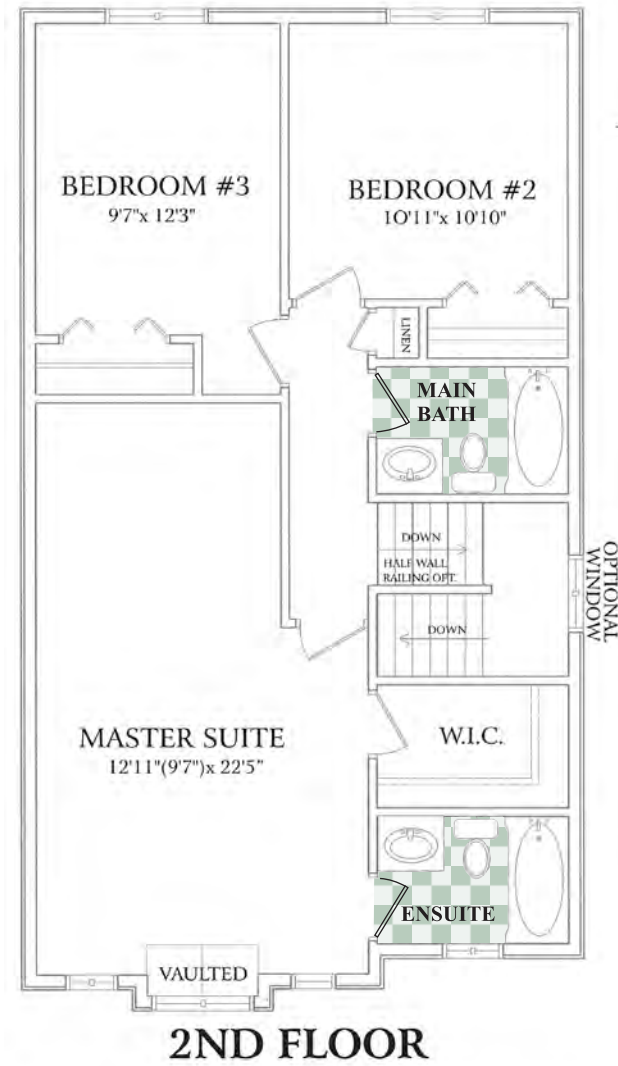 BEDROOM #3
9'7"x 12'3"
BEDROOM #2
10'11"x 10'10"
LINEN
MAIN
BATH
DOWN
HALF WALL
RAILING OPT.
DOWN
OPTIONAL
WINDOW
MASTER SUITE
12'11"(9'7")x 22'5"
W.I.C.
ENSUITE
VAULTED
2ND FLOOR